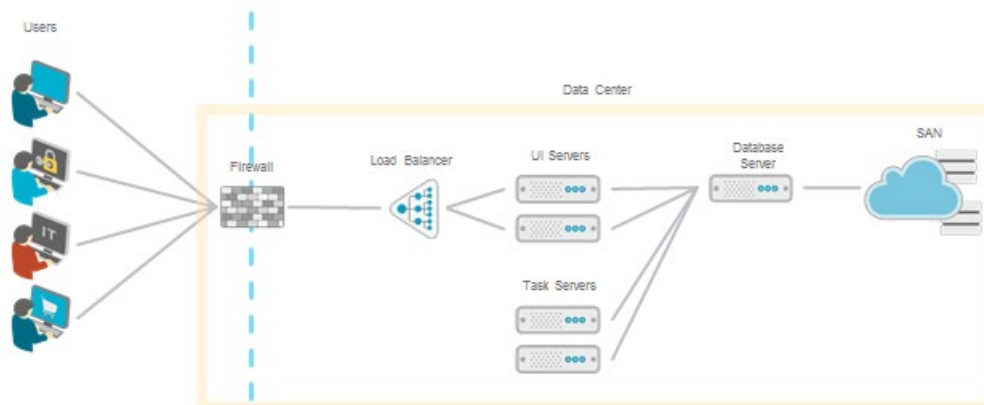 Users
Data Center
SAN
Firewall
Load Balancer
UI Servers
Database
Server
IT
Task Servers